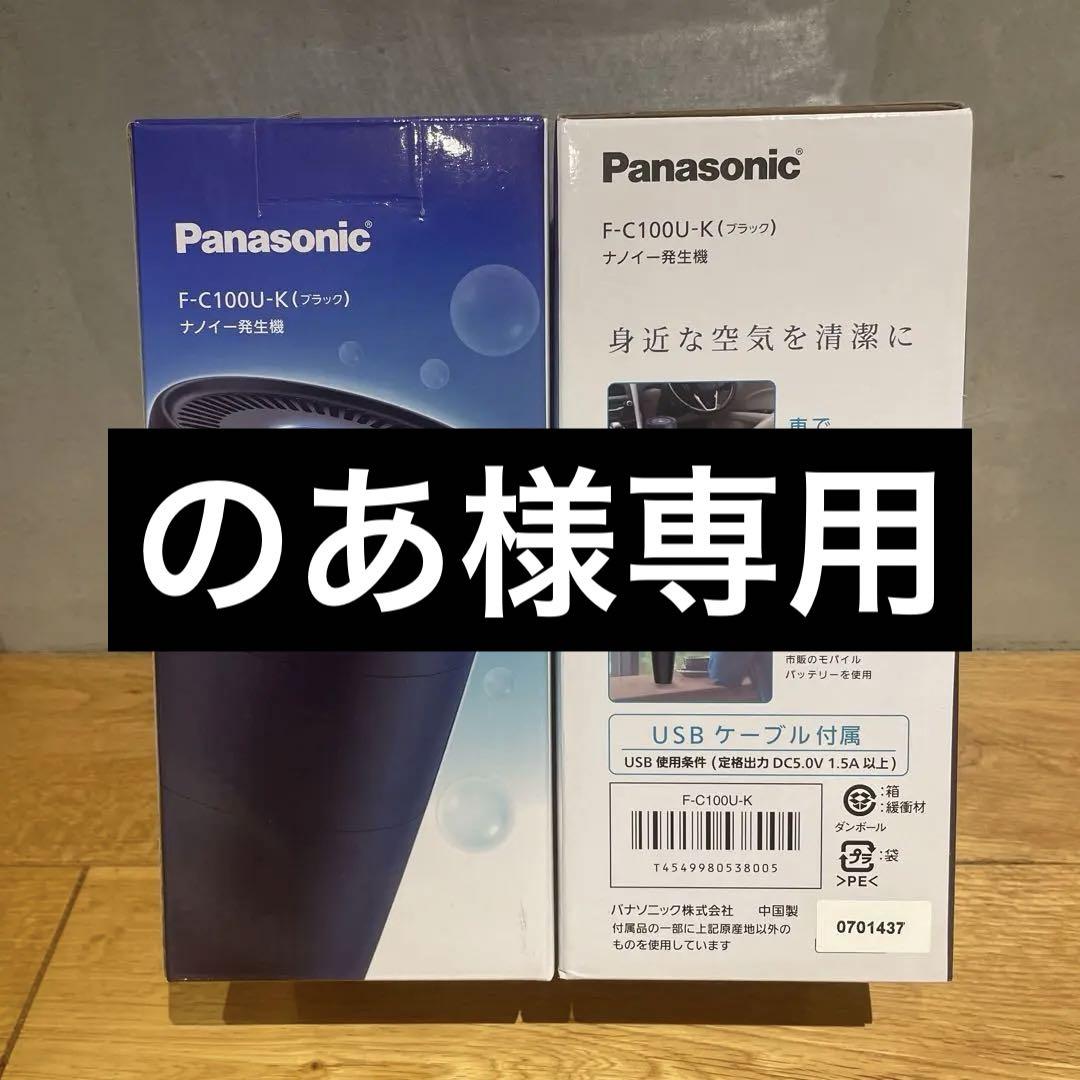 Panasonic®
F-C100U-K(ブラック)
ナノイー発生機
Panasonic®
F-C100U-K(ブラック)
ナノイー発生機
身近な空気を清潔に
車で
のあ様専用
市販のモバイル
バッテリーを使用
USB ケーブル付属
USB 使用条件 (定格出力 DC5.0V 1.5A 以上)
F-C100U-K
T4549980538005
:箱
:緩衝材
ダンボール
プラ
:袋
>PE<
パナソニック株式会社 中国製
付属品の一部に上記原産地以外の
ものを使用しています
0701437